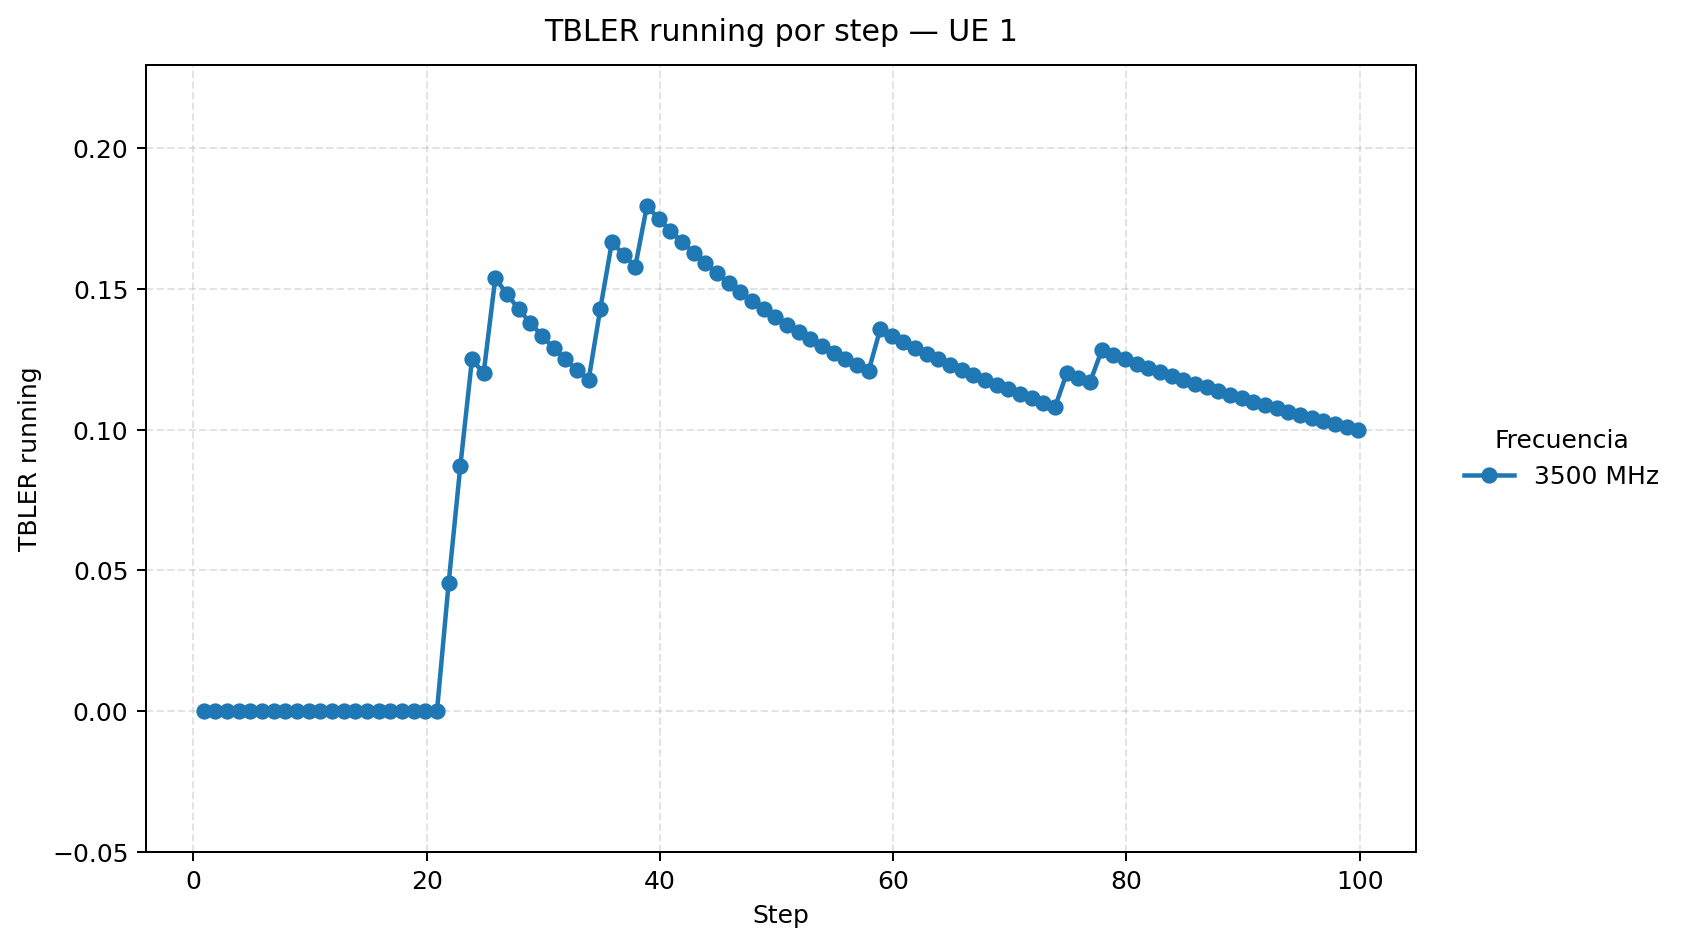 TBLER running por step — UE 1
TBLER running
0.20
0.15
0.10
0.05
0.00
−0.05
0 20 40 60 80 100
Step
Frecuencia
3500 MHz